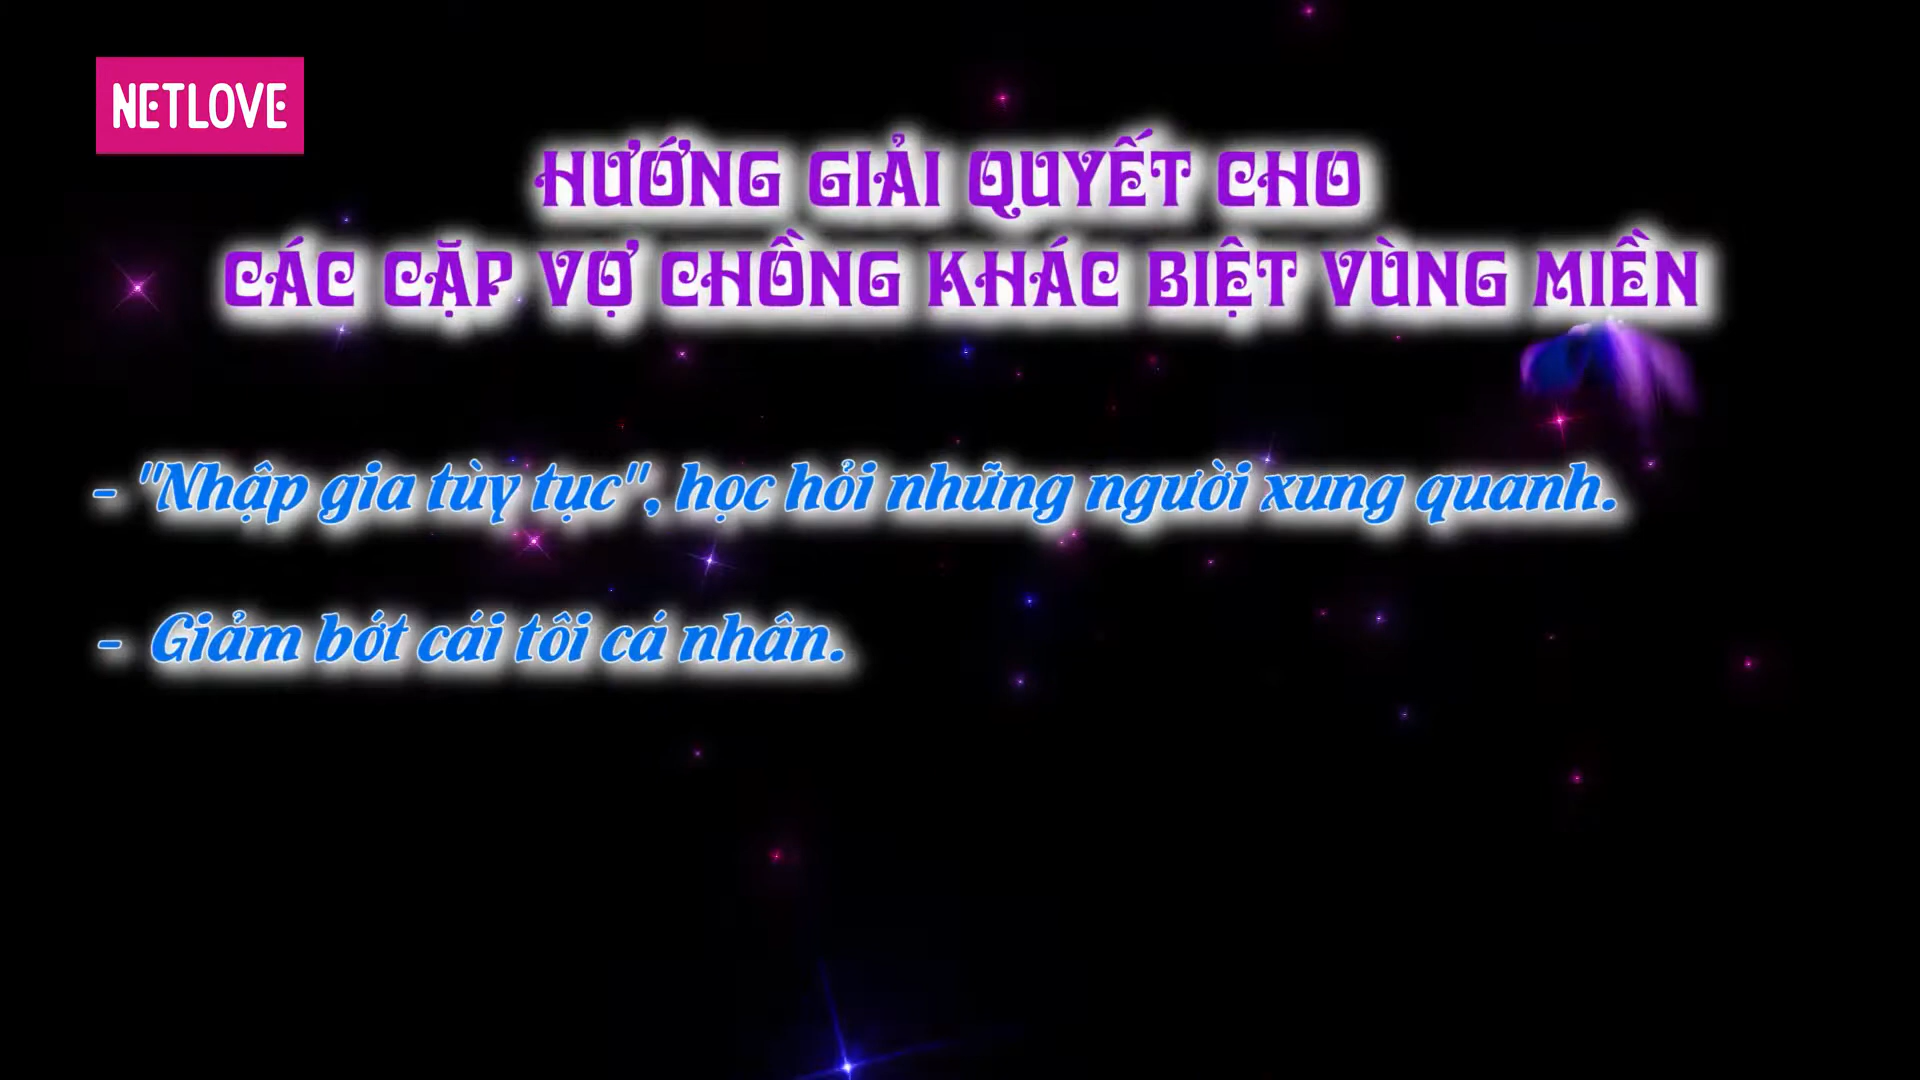 NETLOVE
HƯỚNG GIẢI QUYẾT CHO
CÁC CẶP VỢ CHỒNG KHÁC BIỆT VÙNG MIỀN
- "Nhập gia tùy tục", học hỏi những người xung quanh.
- Giảm bớt cái tôi cá nhân.